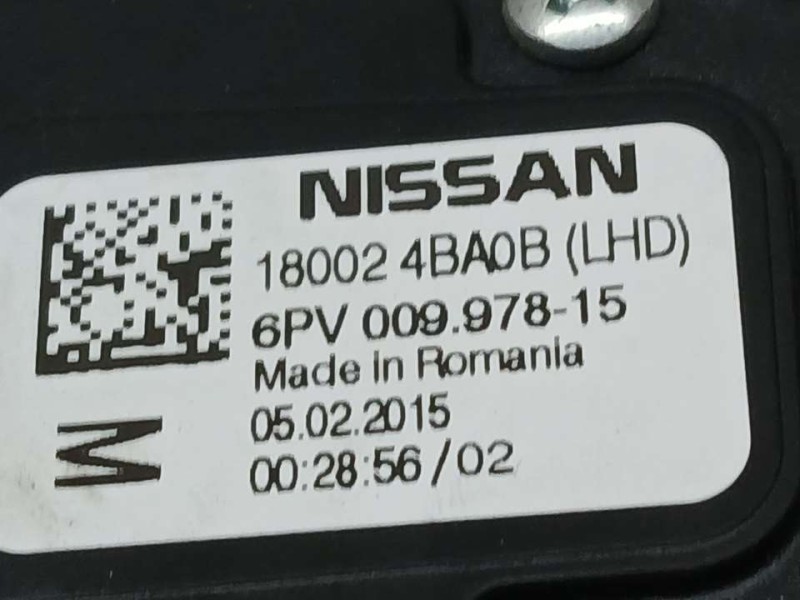 NISSAN
18002 4BA0B (LHD)
6PV 009.978-15
Made in Romania
05.02.2015
00:28:56/02
M